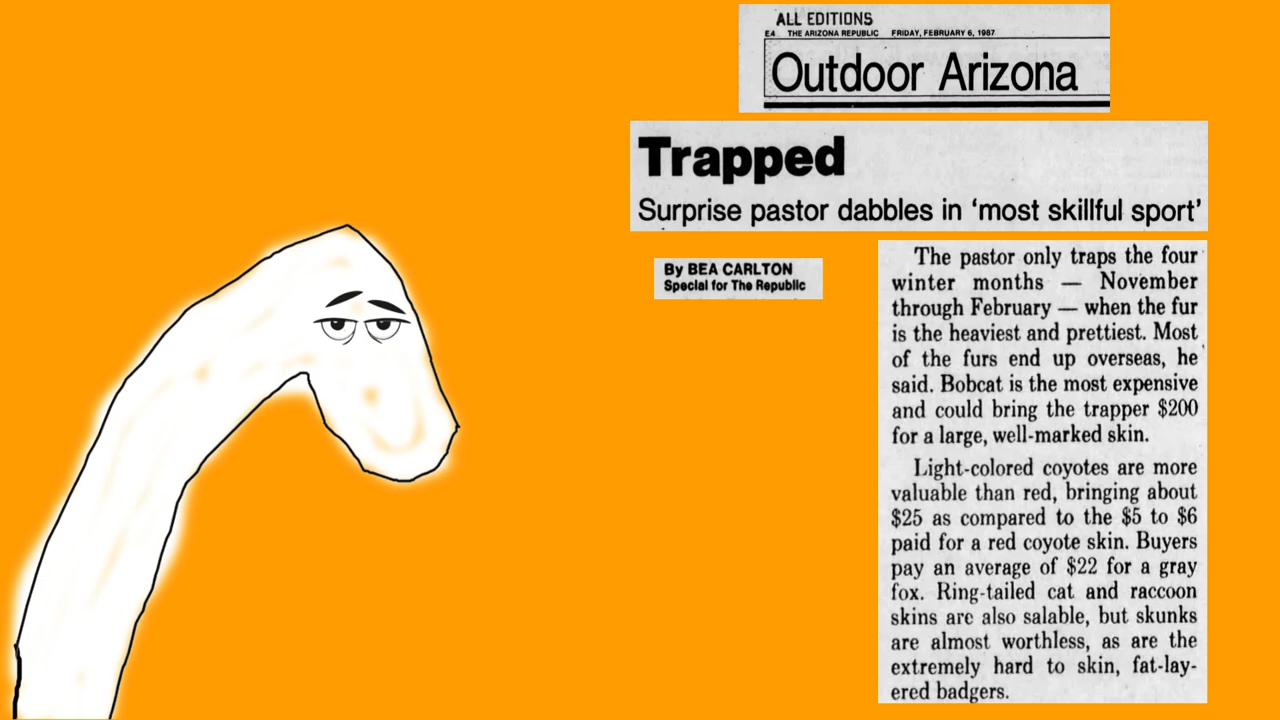 ALL EDITIONS
E4 THE ARIZONA REPUBLIC FRIDAY, FEBRUARY 6, 1987
Outdoor Arizona
Trapped
Surprise pastor dabbles in ‘most skillful sport’
By BEA CARLTON
Special for The Republic
The pastor only traps the four
winter months — November
through February — when the fur
is the heaviest and prettiest. Most
of the furs end up overseas, he
said. Bobcat is the most expensive
and could bring the trapper $200
for a large, well-marked skin.
Light-colored coyotes are more
valuable than red, bringing about
$25 as compared to the $5 to $6
paid for a red coyote skin. Buyers
pay an average of $22 for a gray
fox. Ring-tailed cat and raccoon
skins are also salable, but skunks
are almost worthless, as are the
extremely hard to skin, fat-lay-
ered badgers.